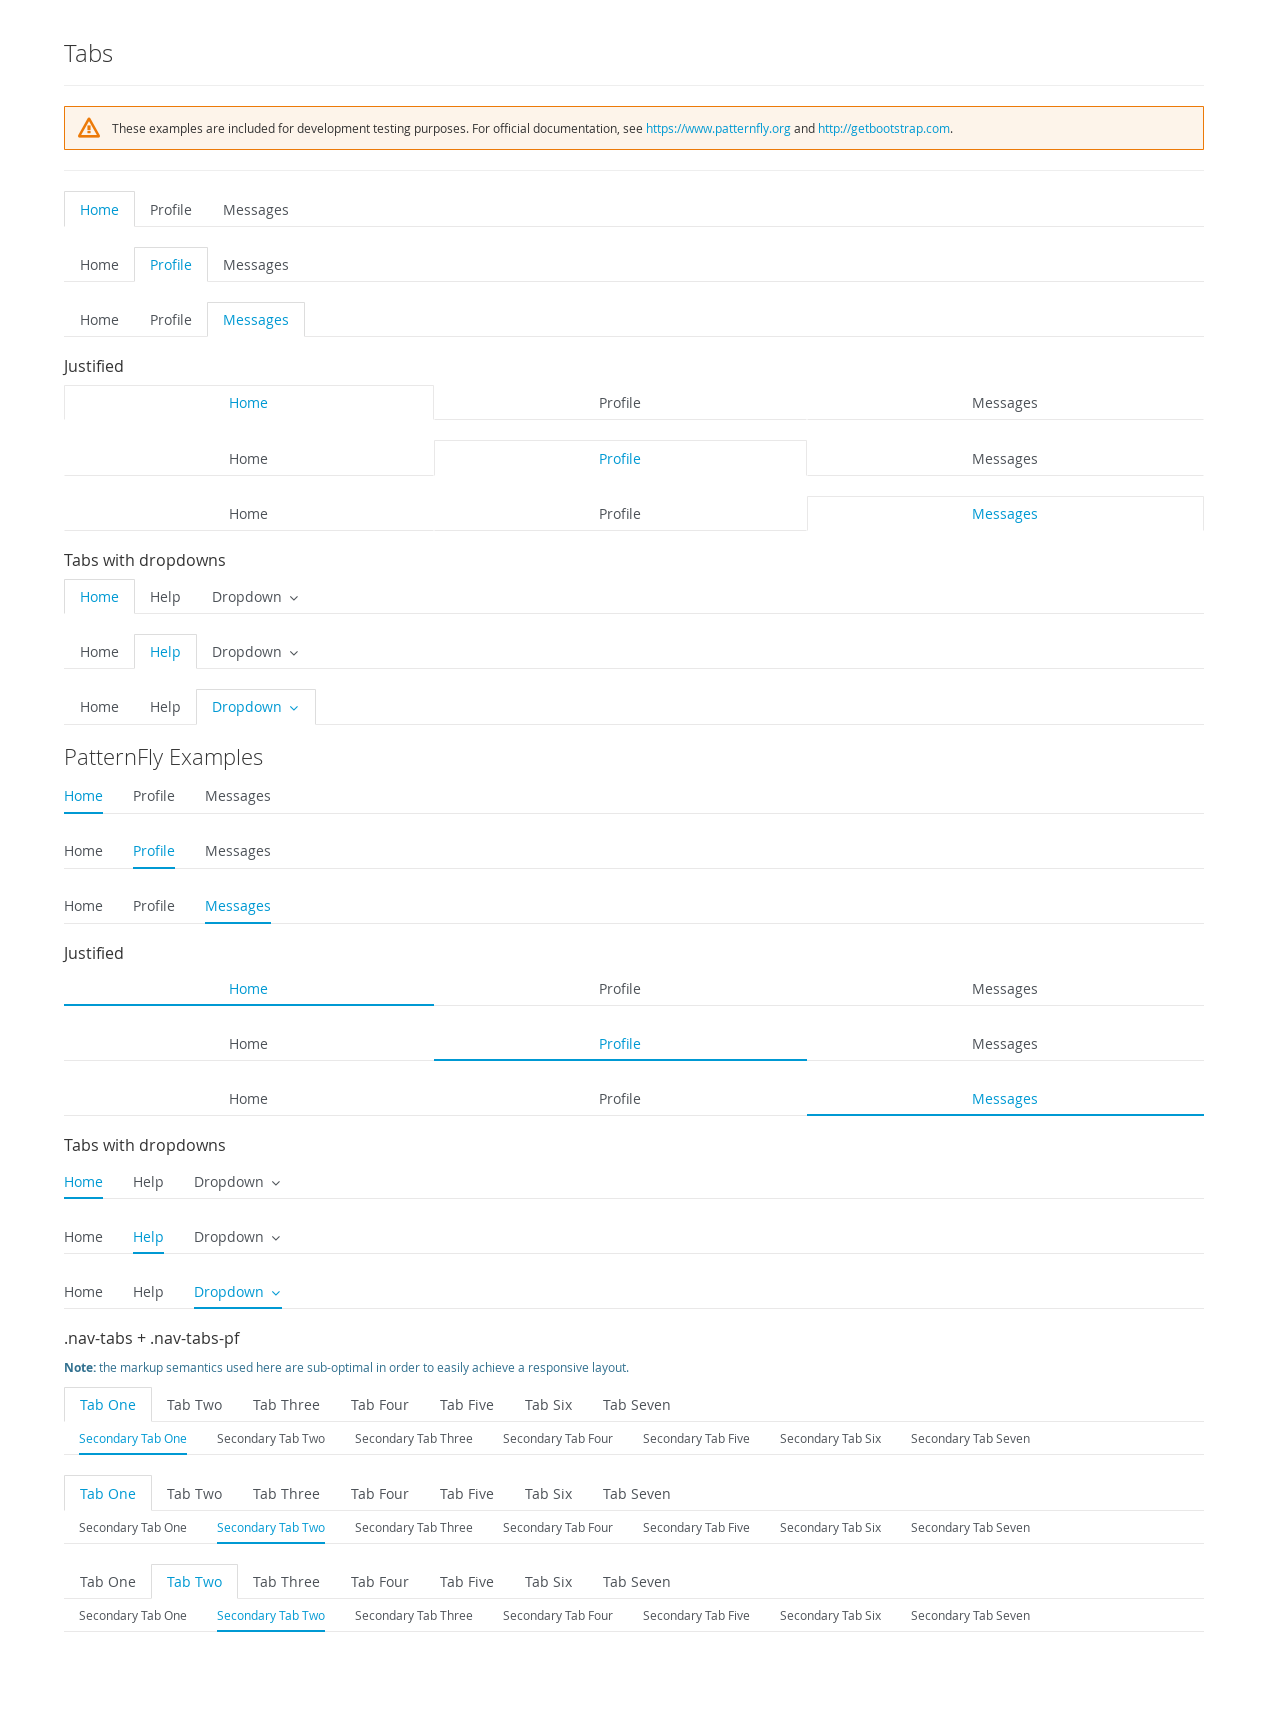 Tabs
These examples are included for development testing purposes. For official documentation, see https://www.patternfly.org and http://getbootstrap.com.
Home Profile Messages
Home Profile Messages
Home Profile Messages
Justified
Home Profile Messages
Home Profile Messages
Home Profile Messages
Tabs with dropdowns
Home Help Dropdown
Home Help Dropdown
Home Help Dropdown
PatternFly Examples
Home Profile Messages
Home Profile Messages
Home Profile Messages
Justified
Home Profile Messages
Home Profile Messages
Home Profile Messages
Tabs with dropdowns
Home Help Dropdown
Home Help Dropdown
Home Help Dropdown
.nav-tabs + .nav-tabs-pf
Note: the markup semantics used here are sub-optimal in order to easily achieve a responsive layout.
Tab One Tab Two Tab Three Tab Four Tab Five Tab Six Tab Seven
Secondary Tab One Secondary Tab Two Secondary Tab Three Secondary Tab Four Secondary Tab Five Secondary Tab Six Secondary Tab Seven
Tab One Tab Two Tab Three Tab Four Tab Five Tab Six Tab Seven
Secondary Tab One Secondary Tab Two Secondary Tab Three Secondary Tab Four Secondary Tab Five Secondary Tab Six Secondary Tab Seven
Tab One Tab Two Tab Three Tab Four Tab Five Tab Six Tab Seven
Secondary Tab One Secondary Tab Two Secondary Tab Three Secondary Tab Four Secondary Tab Five Secondary Tab Six Secondary Tab Seven